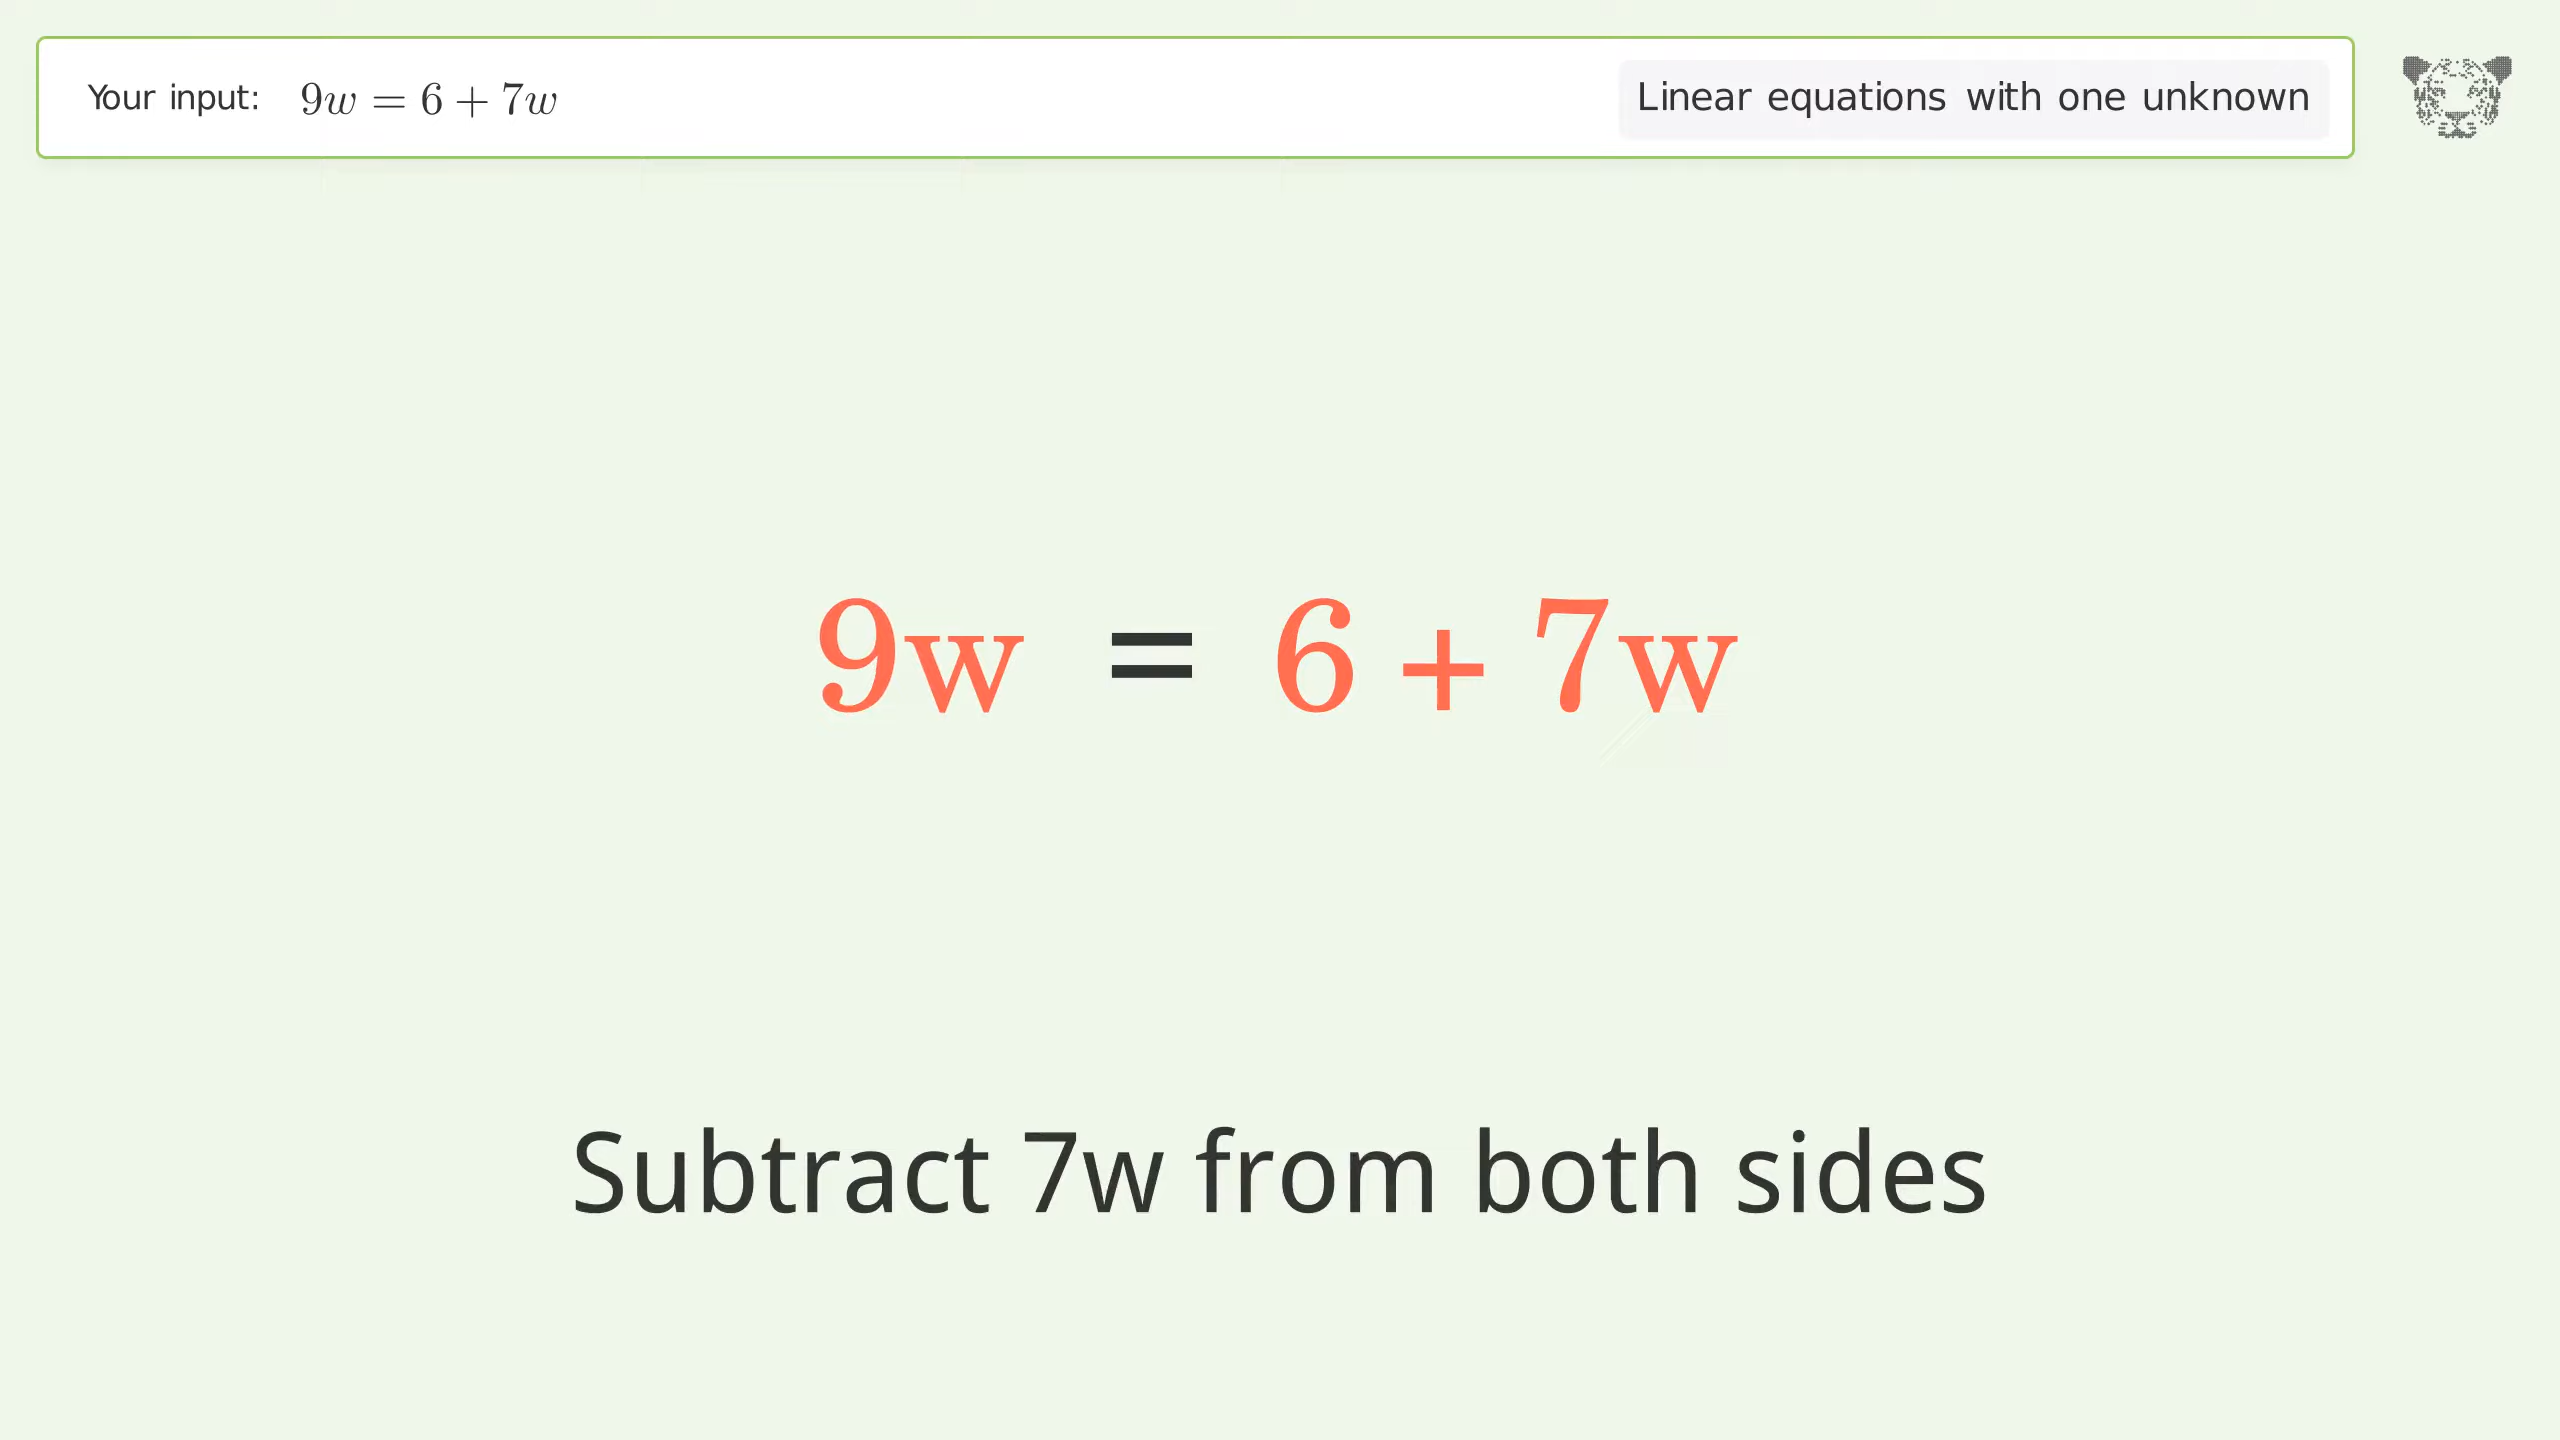 Your input: 9w = 6 + 7w
Linear equations with one unknown
9w = 6 + 7w
Subtract 7w from both sides